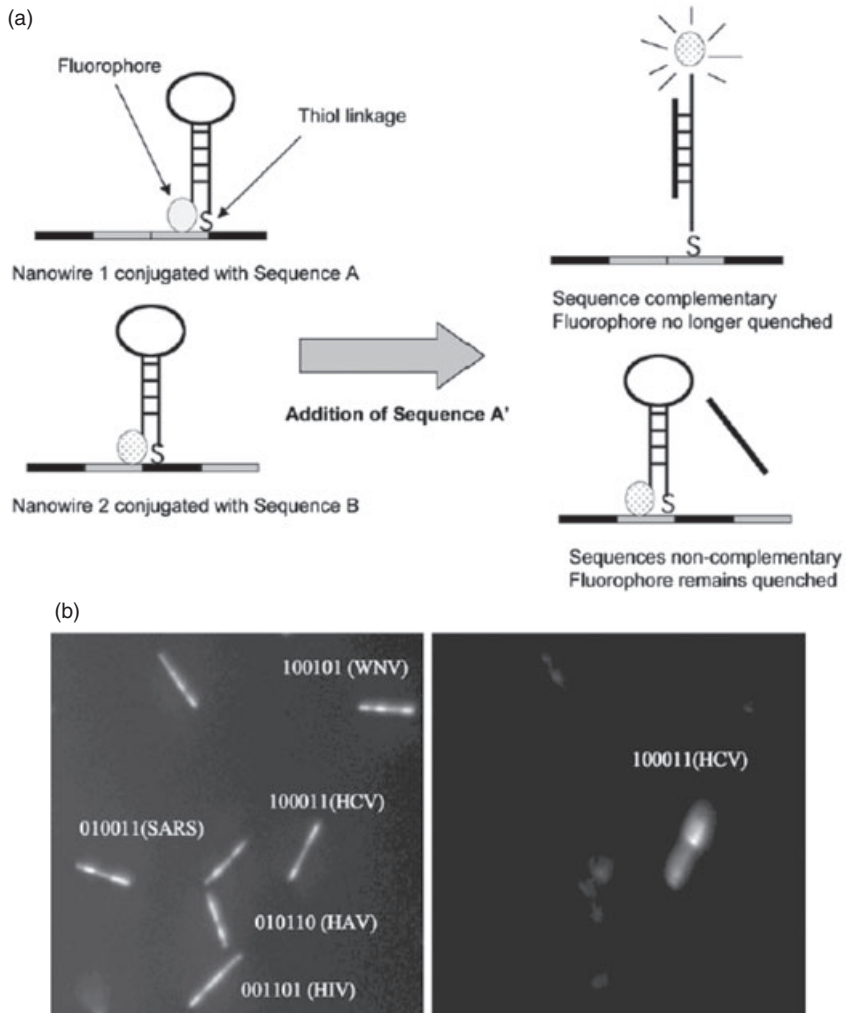 (a)
Fluorophore
Thiol linkage
S
Nanowire 1 conjugated with Sequence A
S
Sequence complementary
Fluorophore no longer quenched
Addition of Sequence A'
S
Nanowire 2 conjugated with Sequence B
S
Sequences non-complementary
Fluorophore remains quenched
(b)
100101 (WNV)
100011(HCV)
010011(SARS)
010110 (HAV)
001101 (HIV)
100011(HCV)